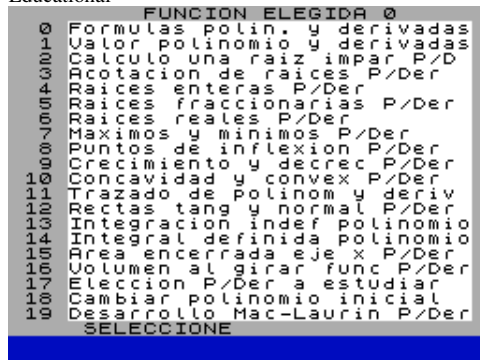 Educational
FUNCION ELEGIDA 0
0 Formulas polin. y derivadas
1 Valor polinomio y derivadas
2 Calculo una raiz impar P/D
3 Acotacion de raices P/Der
4 Raices enteras P/Der
5 Raices fraccionarias P/Der
6 Raices reales P/Der
7 Maximos y minimos P/Der
8 Puntos de inflexion P/Der
9 Crecimiento y decrec P/Der
10 Concavidad y convex P/Der
11 Trazado de polinom y deriv
12 Rectas tang y normal P/Der
13 Integracion indef polinomio
14 Integral definida polinomio
15 Area encerrada eje x P/Der
16 Volumen al girar func P/Der
17 Eleccion P/Der a estudiar
18 Cambiar polinomio inicial
19 Desarrollo Mac-Laurin P/Der
SELECCIONE